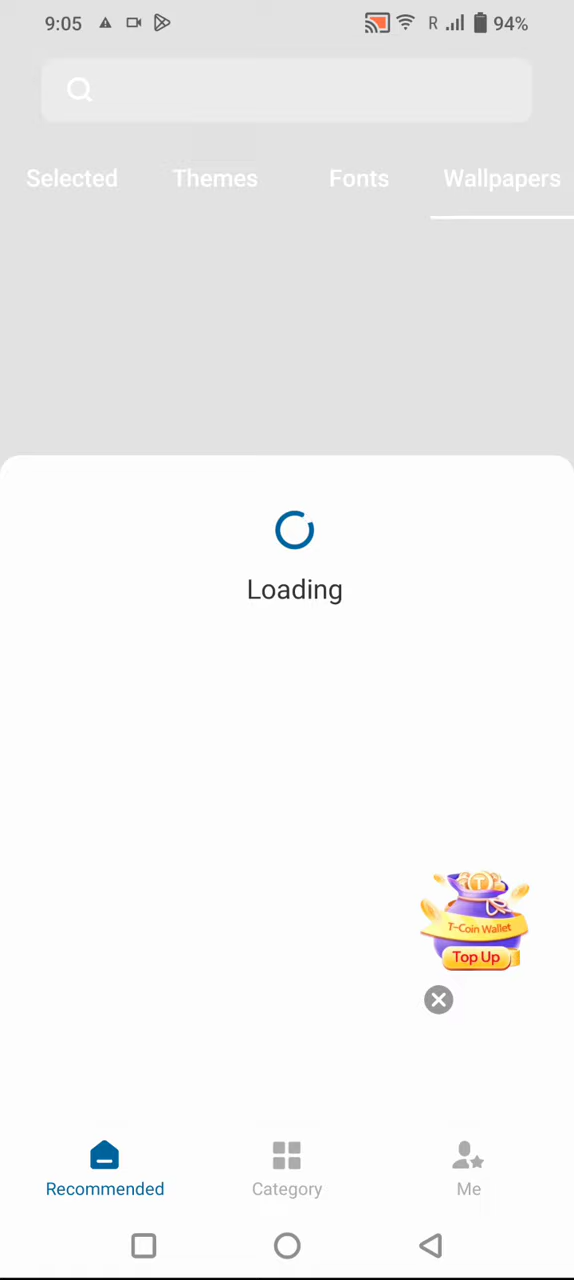 9:05 R 94%
Selected Themes Fonts Wallpapers
Loading
T
T-Coin Wallet
Top Up
Recommended Category Me